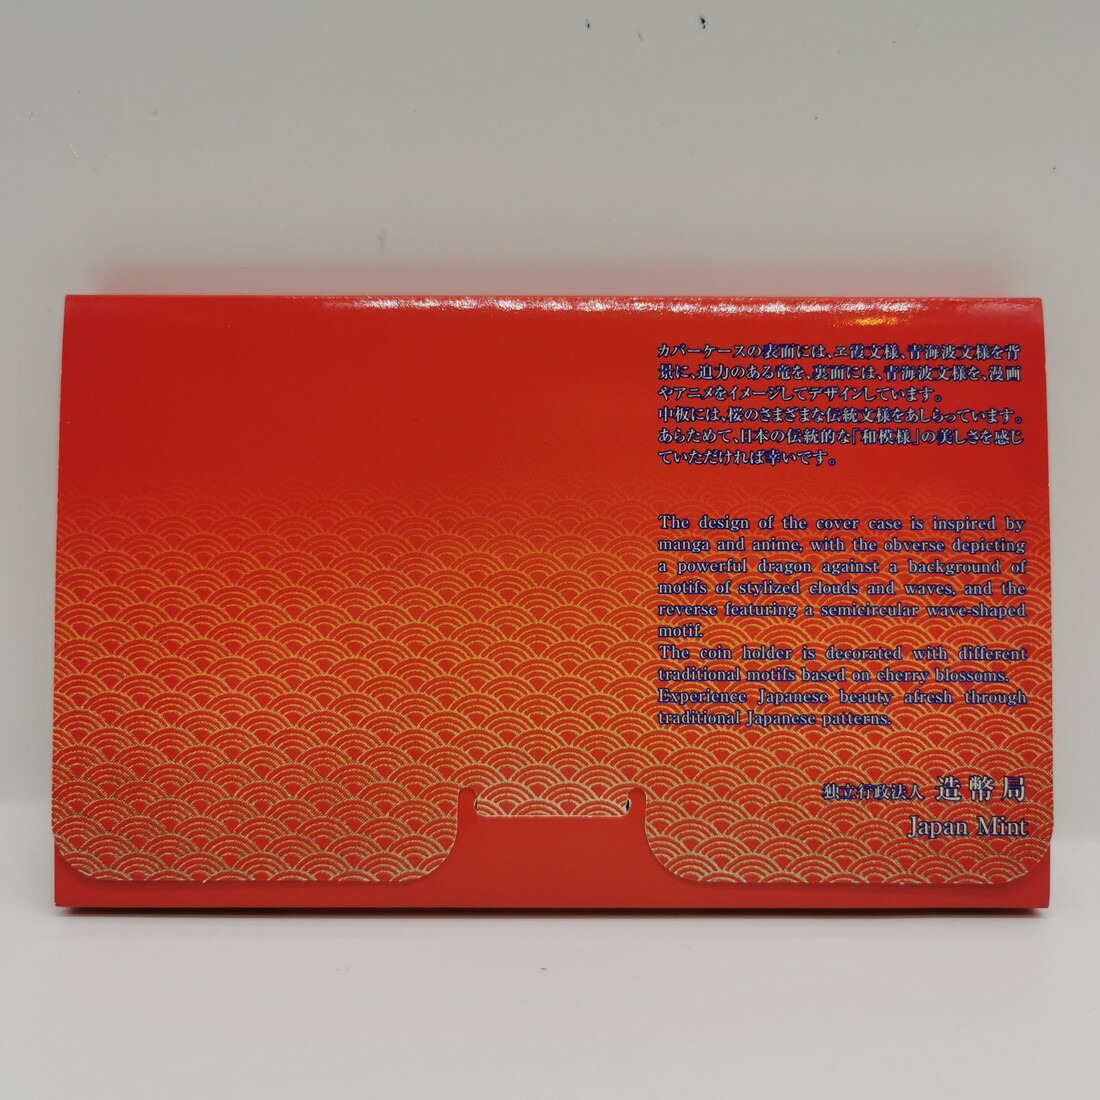 カバーケースの表面には、ヱ霞文様、青海波文様を背
景に、迫力のある竜を、裏面には、青海波文様を、漫画
やアニメをイメージしてデザインしています。
中板には、桜のさまざまな伝統文様をあしらっています。
あらためて、日本の伝統的な「和模様」の美しさを感じ
ていただければ幸いです。
The design of the cover case is inspired by
manga and anime, with the obverse depicting
a powerful dragon against a background of
motifs of stylized clouds and waves, and the
reverse featuring a semicircular wave-shaped
motif.
The coin holder is decorated with different
traditional motifs based on cherry blossoms.
Experience Japanese beauty afresh through
traditional Japanese patterns.
独立行政法人 造幣局
Japan Mint